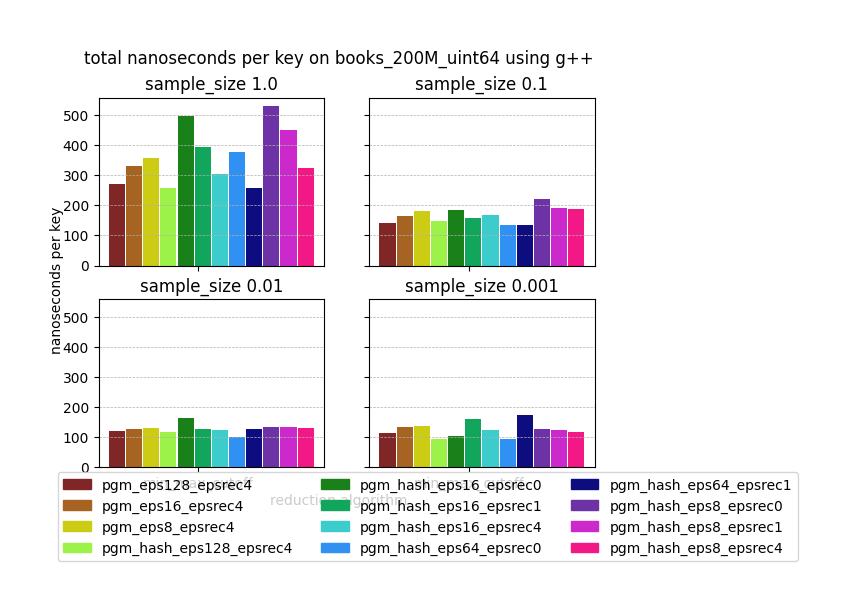 total nanoseconds per key on books_200M_uint64 using g++
sample_size 1.0
sample_size 0.1
500
400
300
200
100
0
nanoseconds per key
sample_size 0.01
sample_size 0.001
500
400
300
200
100
0
reduction algorithm
pgm_eps128_epsrec4
pgm_eps16_epsrec4
pgm_eps8_epsrec4
pgm_hash_eps128_epsrec4
pgm_hash_eps16_epsrec0
pgm_hash_eps16_epsrec1
pgm_hash_eps16_epsrec4
pgm_hash_eps64_epsrec0
pgm_hash_eps64_epsrec1
pgm_hash_eps8_epsrec0
pgm_hash_eps8_epsrec1
pgm_hash_eps8_epsrec4